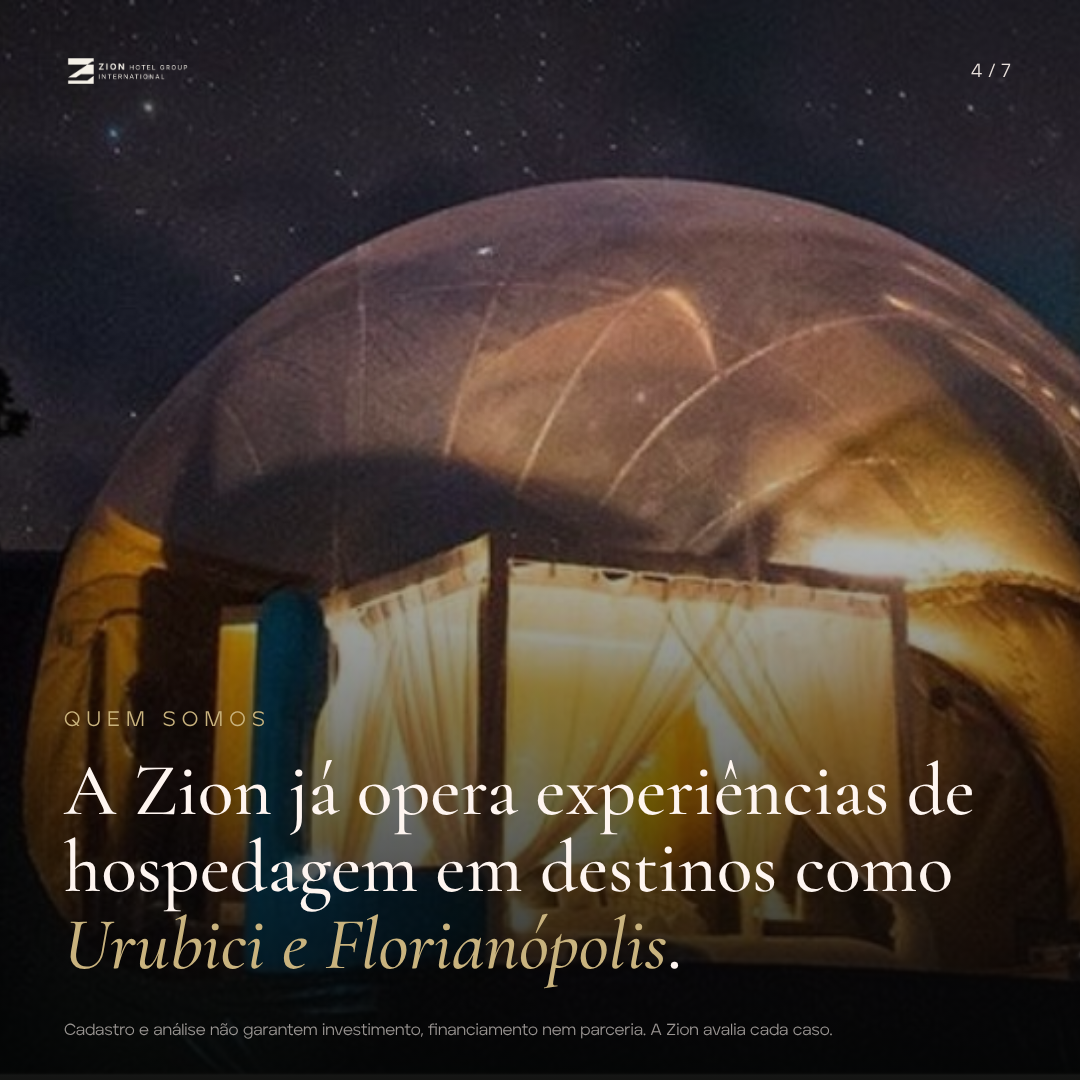 ZION HOTEL GROUP
INTERNATIONAL
4 / 7
QUEM SOMOS
A Zion já opera experiências de
hospedagem em destinos como
Urubici e Florianópolis.
Cadastro e análise não garantem investimento, financiamento nem parceria. A Zion avalia cada caso.